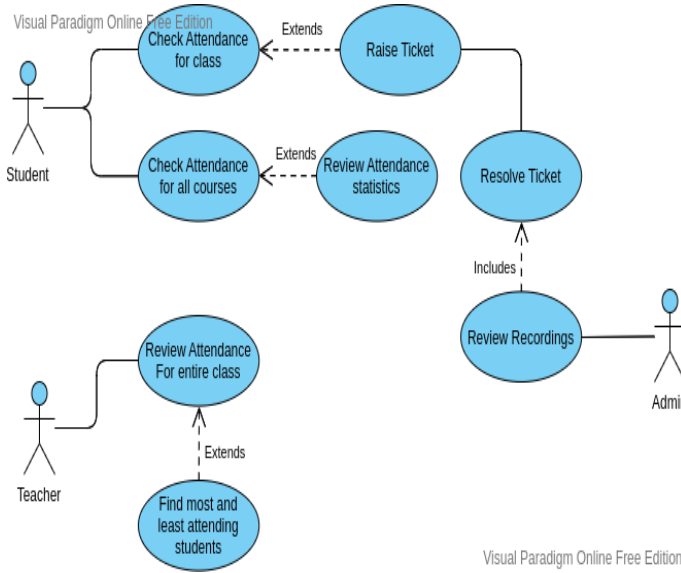 Visual Paradigm Online Free Edition
Check Attendance
for class
Extends
Raise Ticket
Student
Check Attendance
for all courses
Extends
Review Attendance
statistics
Resolve Ticket
Includes
Review Recordings
Admin
Review Attendance
For entire class
Extends
Teacher
Find most and
least attending
students
Visual Paradigm Online Free Edition